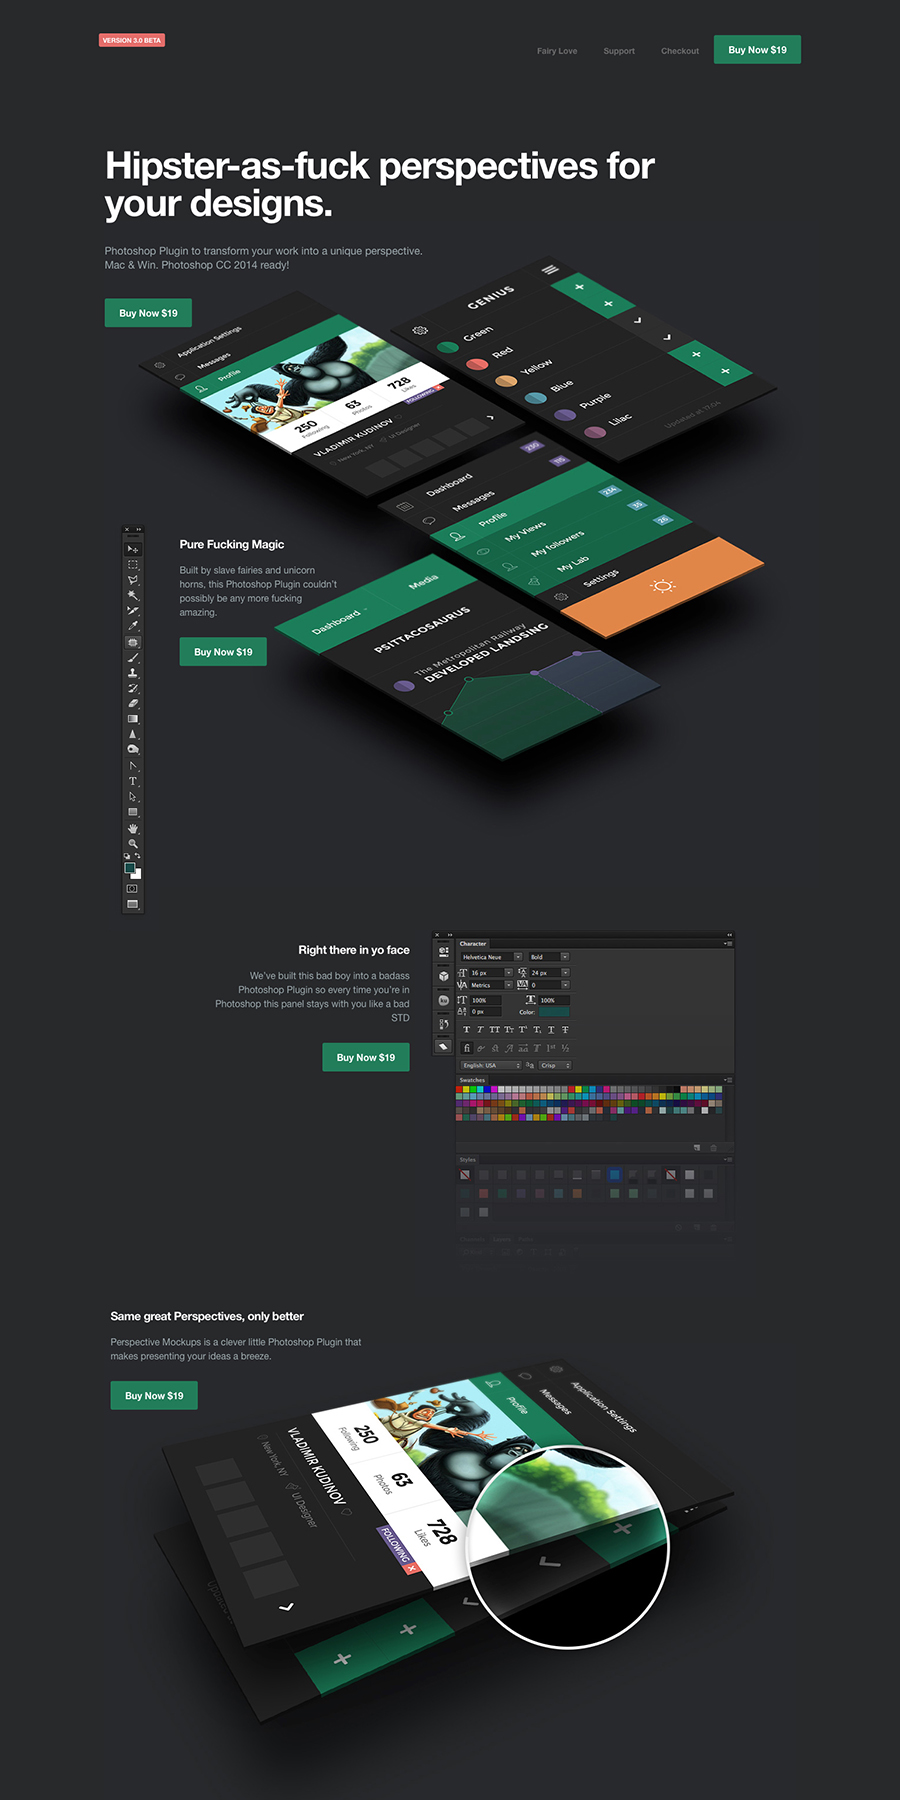 VERSION 3.0 BETA
Fairy Love
Support
Checkout
Buy Now $19
Hipster-as-fuck perspectives for
your designs.
Photoshop Plugin to transform your work into a unique perspective.
Mac & Win. Photoshop CC 2014 ready!
Buy Now $19
Application Settings
Messages
Profile
250
Following
63
Photos
728
Likes
FOLLOWING
VLADIMIR KUDINOV
New York, NY
UI Designer
GENIUS
Green
Red
Yellow
Blue
Purple
Lilac
Updated at 17:04
Dashboard
230
Messages
115
Profile
My Views
234
My followers
35
My Lab
26
Settings
Dashboard
Media
PSITTACOSAURUS
The Metropolitan Railway
DEVELOPED LANDSING
Pure Fucking Magic
Built by slave fairies and unicorn
horns, this Photoshop Plugin couldn't
possibly be any more fucking
amazing.
Buy Now $19
Right there in yo face
We've built this bad boy into a badass
Photoshop Plugin so every time you're in
Photoshop this panel stays with you like a bad
STD
Buy Now $19
Character
Helvetica Neue
Bold
16 px
24 px
Metrics
0
100%
100%
0 px
Color:
English: USA
Crisp
Swatches
Styles
Same great Perspectives, only better
Perspective Mockups is a clever little Photoshop Plugin that
makes presenting your ideas a breeze.
Buy Now $19
Application Settings
Messages
Profile
250
Following
63
Photos
728
Likes
FOLLOWING
VLADIMIR KUDINOV
New York, NY
UI Designer